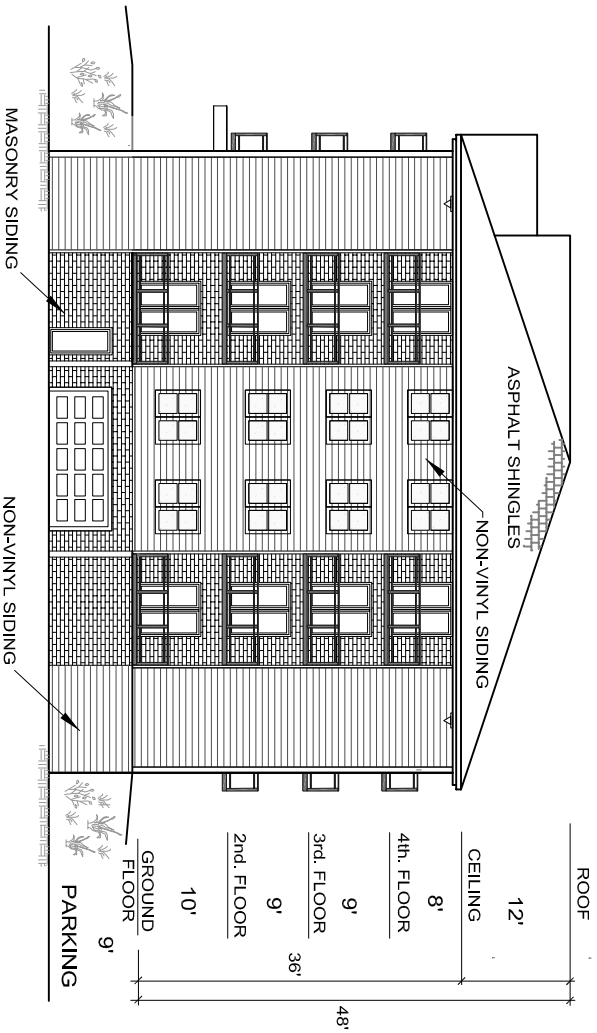 ROOF
12'
CEILING
8'
4th. FLOOR
9'
3rd. FLOOR
9'
2nd. FLOOR
10'
GROUND
FLOOR
9'
PARKING
36'
48'
ASPHALT SHINGLES
NON-VINYL SIDING
MASONRY SIDING
NON-VINYL SIDING